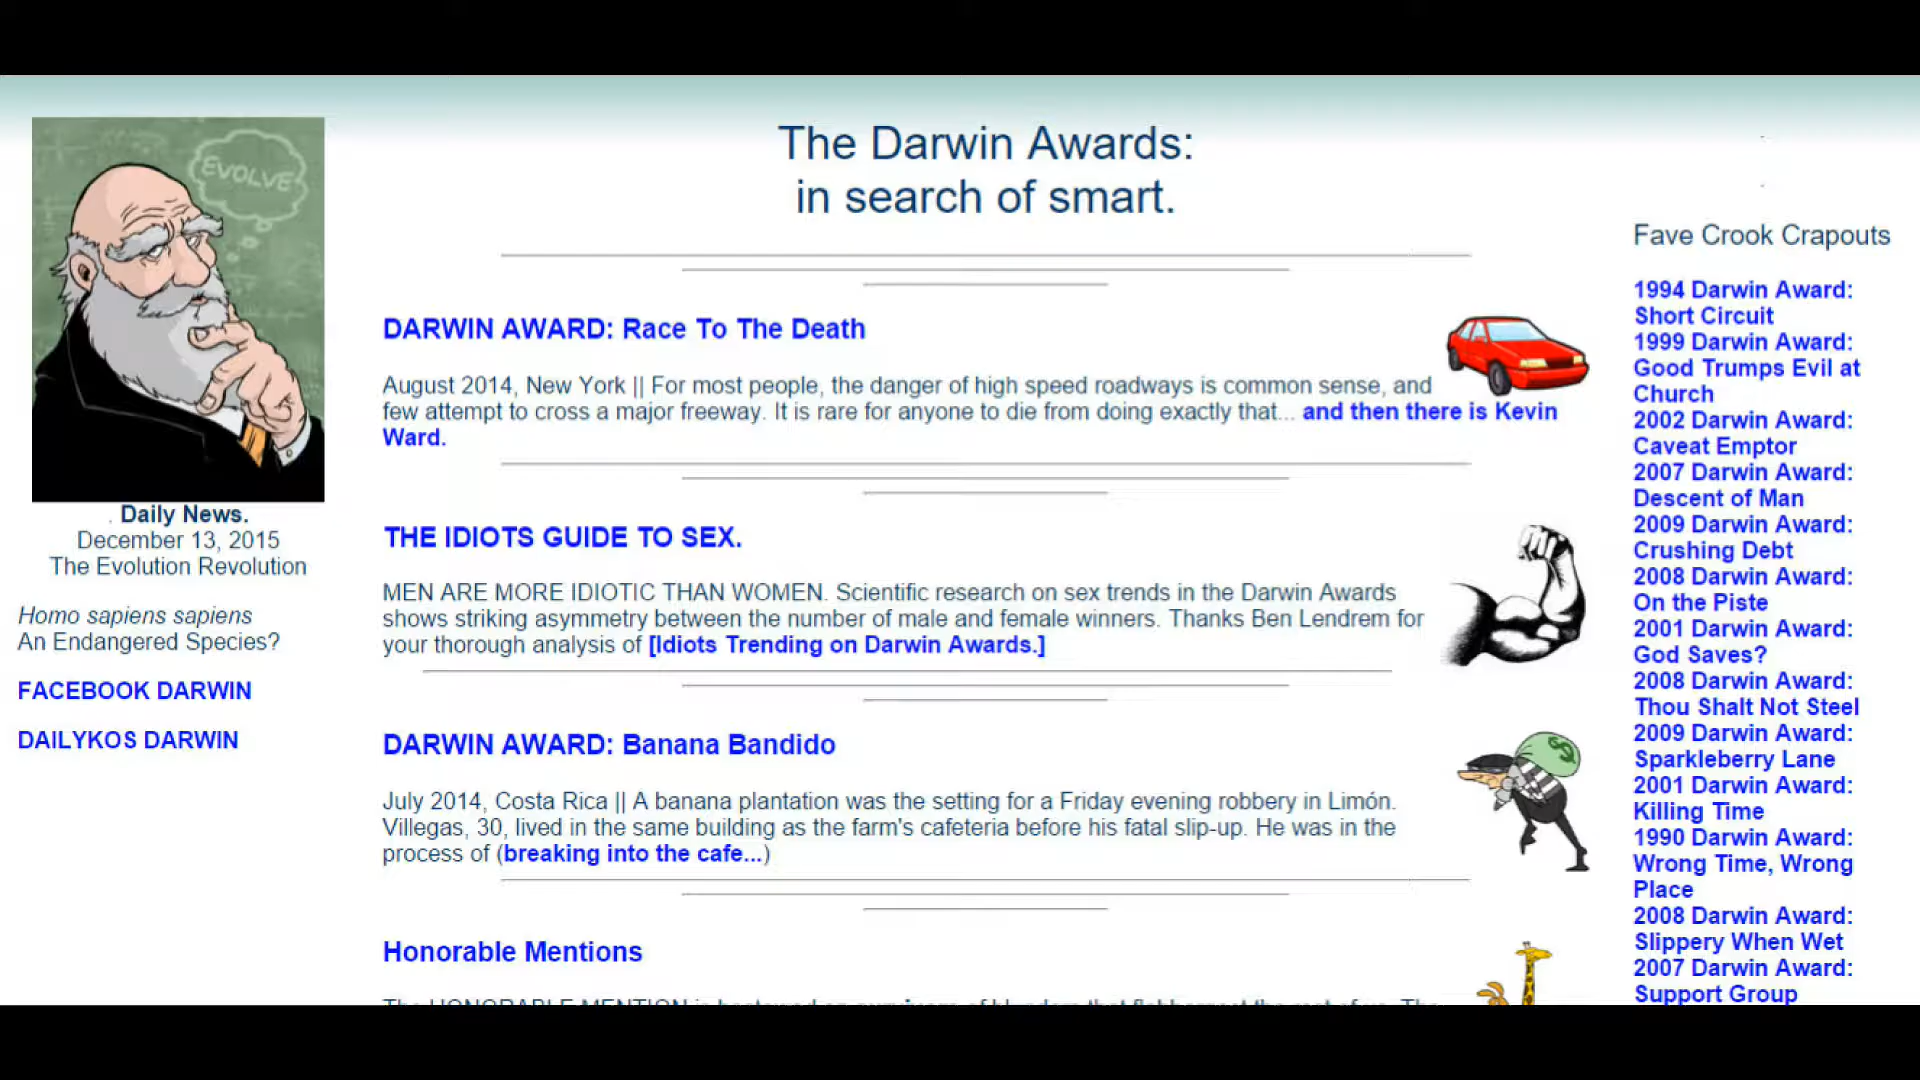 EVOLVE
Daily News.
December 13, 2015
The Evolution Revolution
Homo sapiens sapiens
An Endangered Species?
FACEBOOK DARWIN
DAILYKOS DARWIN
The Darwin Awards:
in search of smart.
DARWIN AWARD: Race To The Death
August 2014, New York || For most people, the danger of high speed roadways is common sense, and
few attempt to cross a major freeway. It is rare for anyone to die from doing exactly that... and then there is Kevin
Ward.
THE IDIOTS GUIDE TO SEX.
MEN ARE MORE IDIOTIC THAN WOMEN. Scientific research on sex trends in the Darwin Awards
shows striking asymmetry between the number of male and female winners. Thanks Ben Lendrem for
your thorough analysis of [Idiots Trending on Darwin Awards.]
DARWIN AWARD: Banana Bandido
July 2014, Costa Rica || A banana plantation was the setting for a Friday evening robbery in Limón.
Villegas, 30, lived in the same building as the farm's cafeteria before his fatal slip-up. He was in the
process of (breaking into the cafe...)
Honorable Mentions
Fave Crook Crapouts
1994 Darwin Award:
Short Circuit
1999 Darwin Award:
Good Trumps Evil at
Church
2002 Darwin Award:
Caveat Emptor
2007 Darwin Award:
Descent of Man
2009 Darwin Award:
Crushing Debt
2008 Darwin Award:
On the Piste
2001 Darwin Award:
God Saves?
2008 Darwin Award:
Thou Shalt Not Steel
2009 Darwin Award:
Sparkleberry Lane
2001 Darwin Award:
Killing Time
1990 Darwin Award:
Wrong Time, Wrong
Place
2008 Darwin Award:
Slippery When Wet
2007 Darwin Award:
Support Group